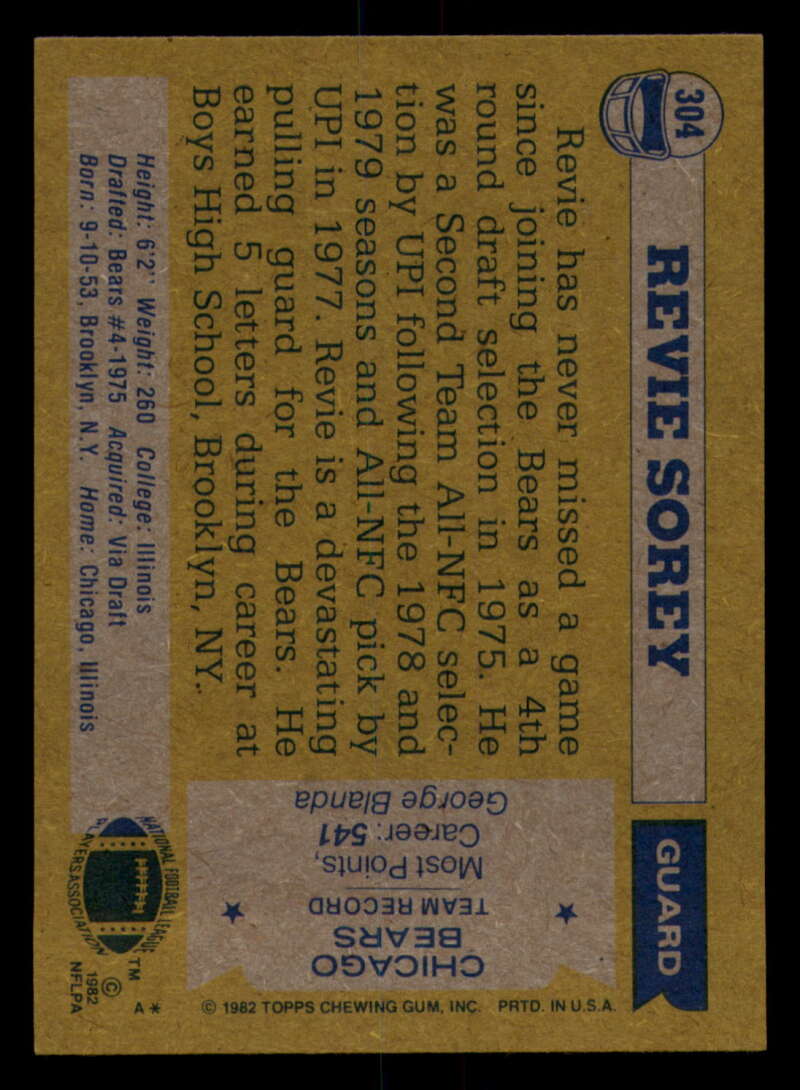 304
REVIE SOREY
GUARD
Revie has never missed a game
since joining the Bears as a 4th
round draft selection in 1975. He
was a Second Team All-NFC selec-
tion by UPI following the 1978 and
1979 seasons and All-NFC pick by
UPI in 1977. Revie is a devastating
pulling guard for the Bears. He
earned 5 letters during career at
Boys High School, Brooklyn, NY.
CHICAGO
BEARS
TEAM RECORD
Most Points,
Career: 541
George Blanda
Height: 6'2" Weight: 260 College: Illinois
Drafted: Bears #4-1975 Acquired: Via Draft
Born: 9-10-53, Brooklyn, N.Y. Home: Chicago, Illinois
NATIONAL FOOTBALL LEAGUE
PLAYERS ASSOCIATION
TM
©
1982
NFLPA
A*
© 1982 TOPPS CHEWING GUM, INC. PRTD. IN U.S.A.